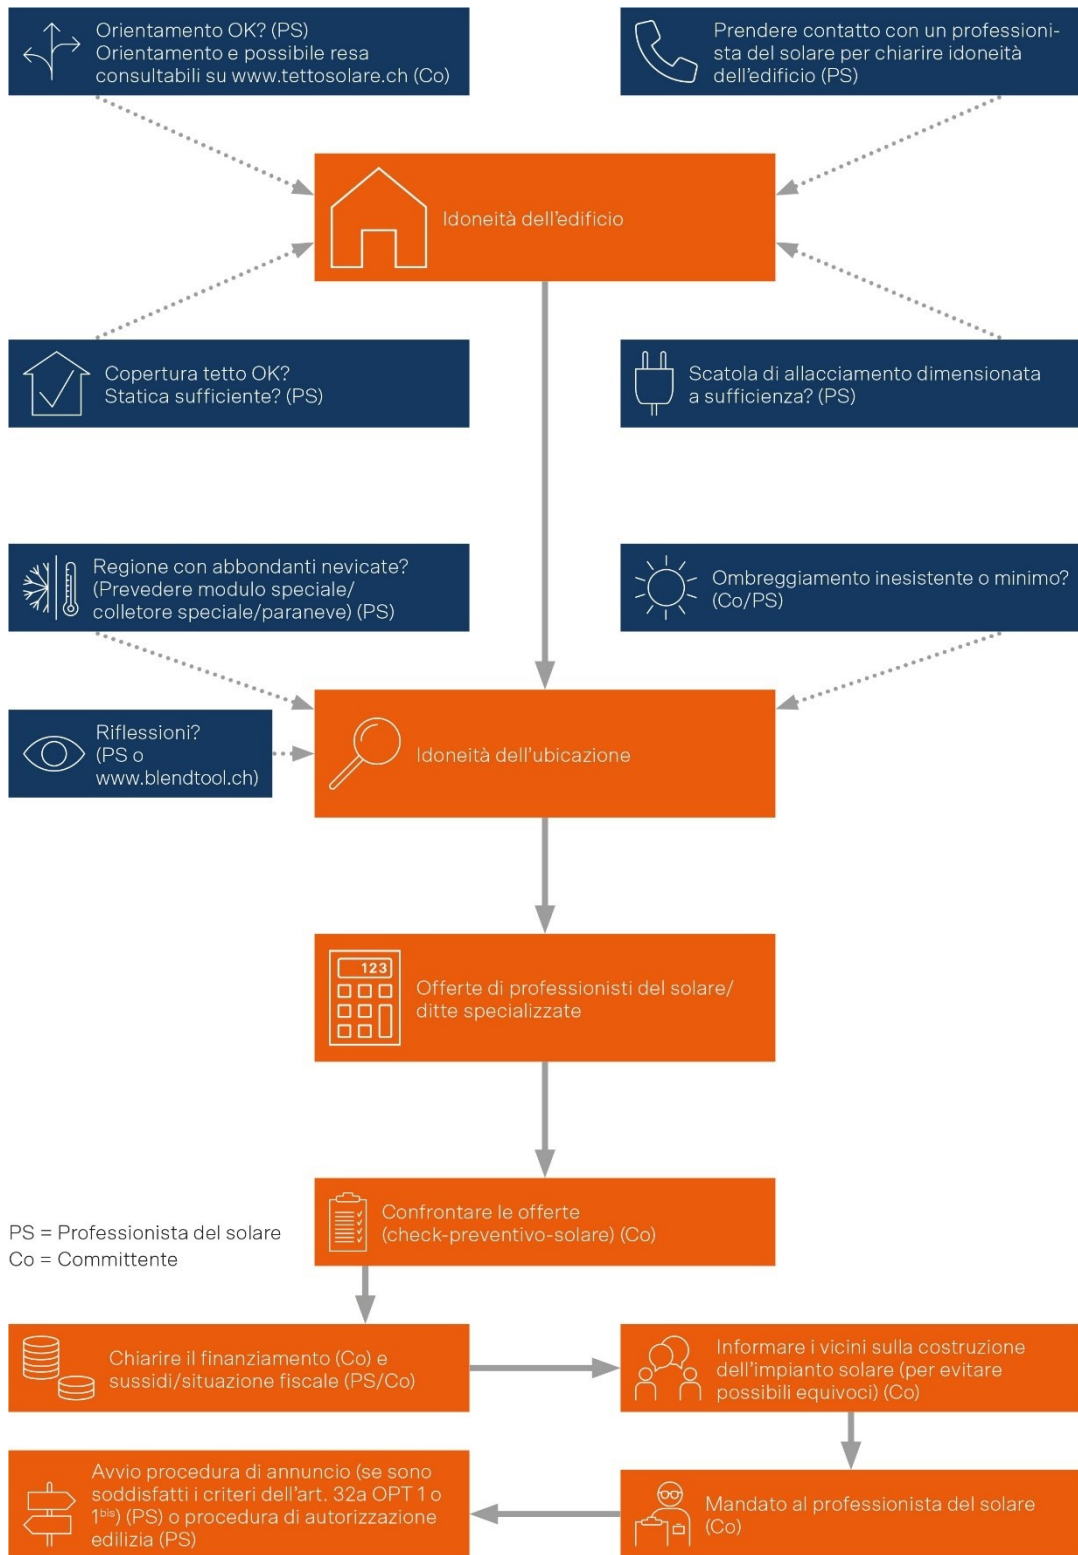 Orientamento OK? (PS)
Orientamento e possibile resa
consultabili su www.tettosolare.ch (Co)
Prendere contatto con un professioni-
sta del solare per chiarire idoneità
dell'edificio (PS)
Idoneità dell'edificio
Copertura tetto OK?
Statica sufficiente? (PS)
Scatola di allacciamento dimensionata
a sufficienza? (PS)
Regione con abbondanti nevicate?
(Prevedere modulo speciale/
colletore speciale/paraneve) (PS)
Ombreggiamento inesistente o minimo?
(Co/PS)
Riflessioni?
(PS o
www.blendtool.ch)
Idoneità dell'ubicazione
123
Offerte di professionisti del solare/
ditte specializzate
Confrontare le offerte
(check-preventivo-solare) (Co)
PS = Professionista del solare
Co = Committente
Chiarire il finanziamento (Co) e
sussidi/situazione fiscale (PS/Co)
Informare i vicini sulla costruzione
dell'impianto solare (per evitare
possibili equivoci) (Co)
Avvio procedura di annuncio (se sono
soddisfatti i criteri dell'art. 32a OPT 1 o
1bis) (PS) o procedura di autorizzazione
edilizia (PS)
Mandato al professionista del solare
(Co)